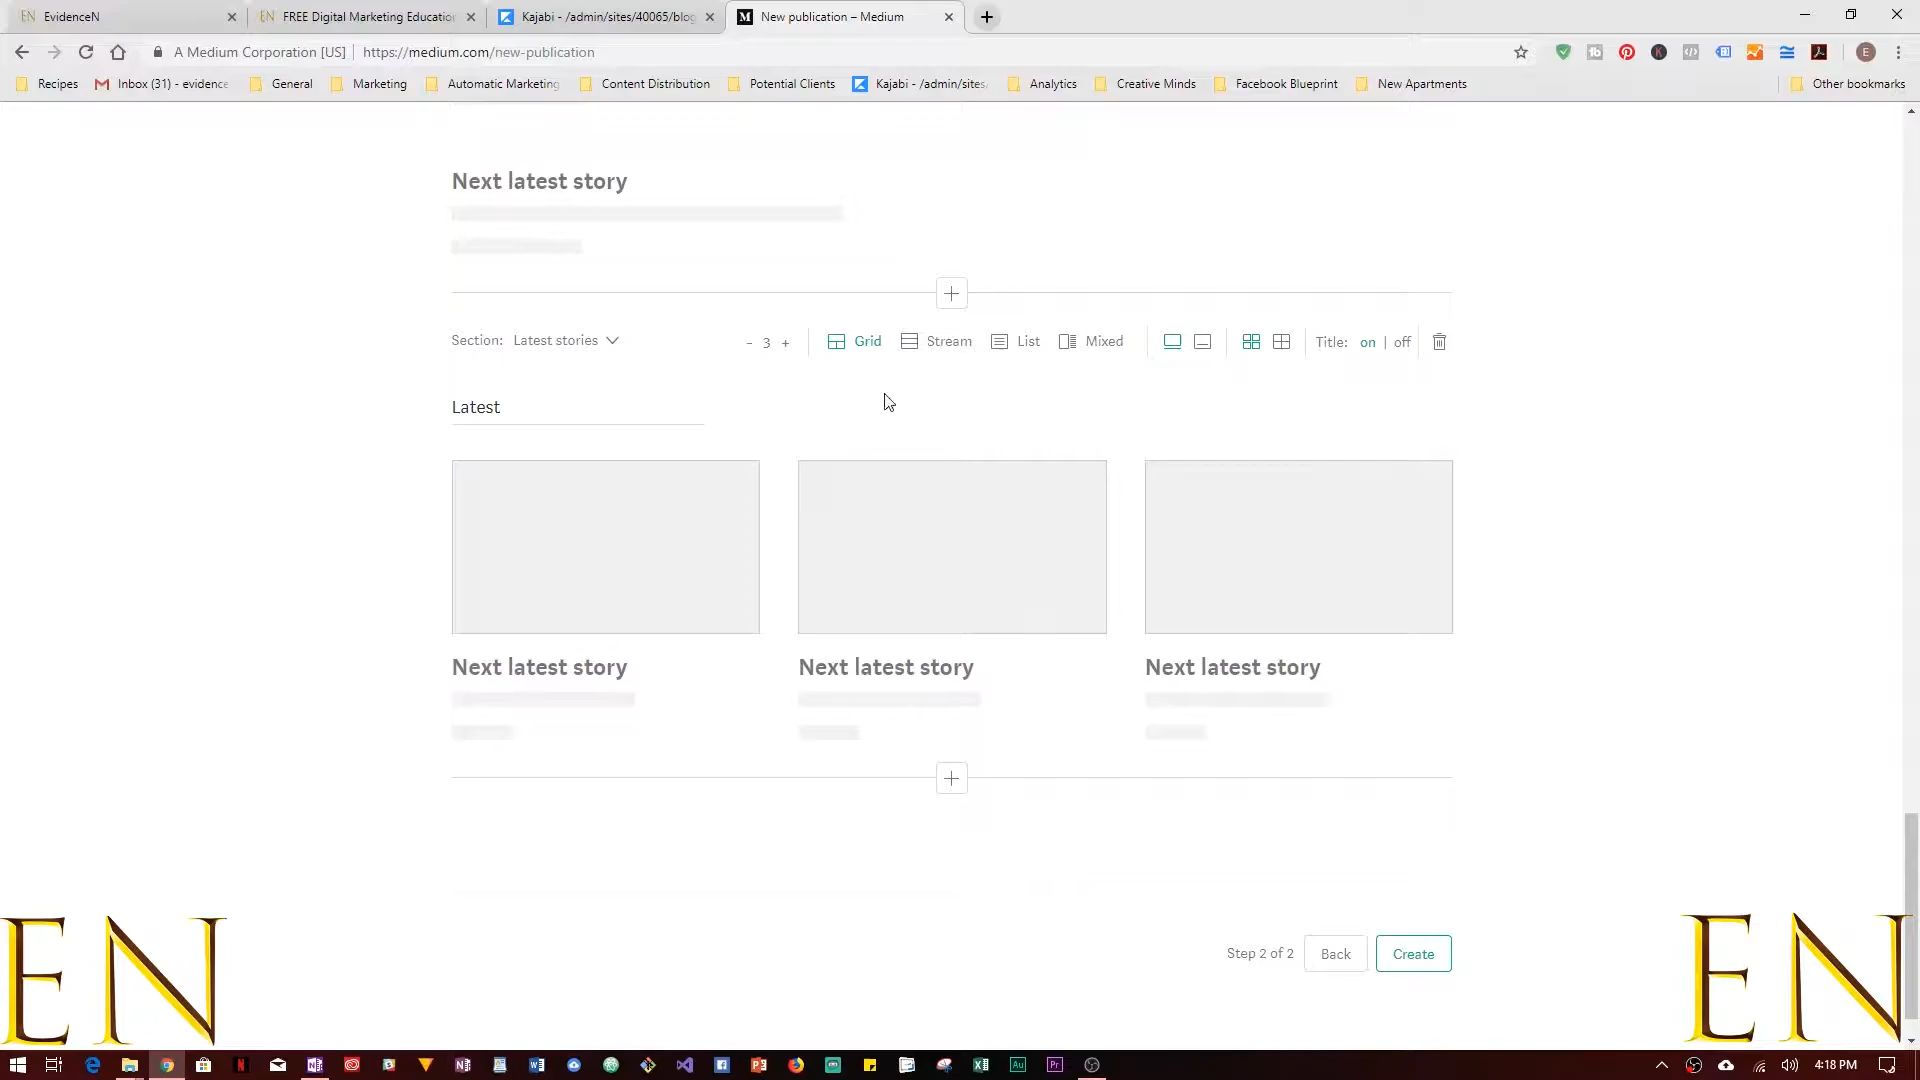 EN EvidenceN
EN FREE Digital Marketing Educatio
Kajabi - /admin/sites/40065/blog
M New publication – Medium
A Medium Corporation [US] | https://medium.com/new-publication
Recipes
Inbox (31) - evidence
General
Marketing
Automatic Marketing
Content Distribution
Potential Clients
Kajabi - /admin/sites
Analytics
Creative Minds
Facebook Blueprint
New Apartments
Other bookmarks
Next latest story
Section: Latest stories
- 3 +
Grid
Stream
List
Mixed
Title: on | off
Latest
Next latest story
Next latest story
Next latest story
Step 2 of 2
Back
Create
EN
EN
4:18 PM